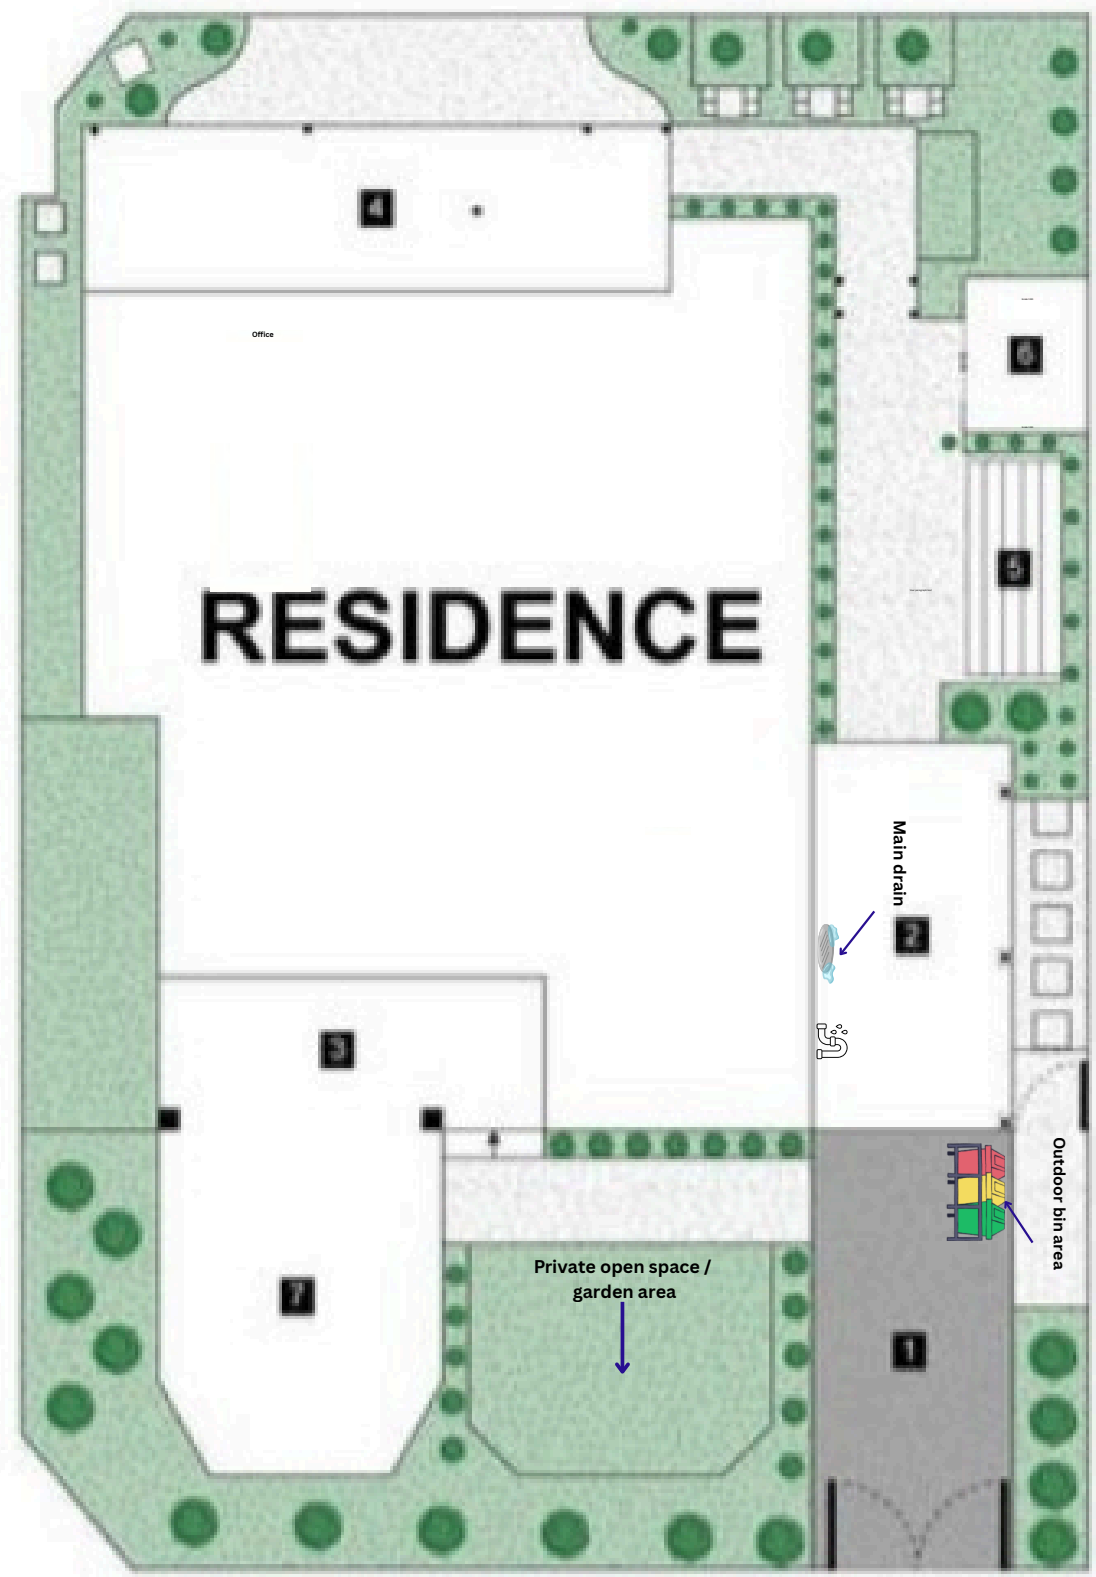 4
6
Office
5
RESIDENCE
Main drain
2
3
Outdoor bin area
Private open space /
garden area
7
1